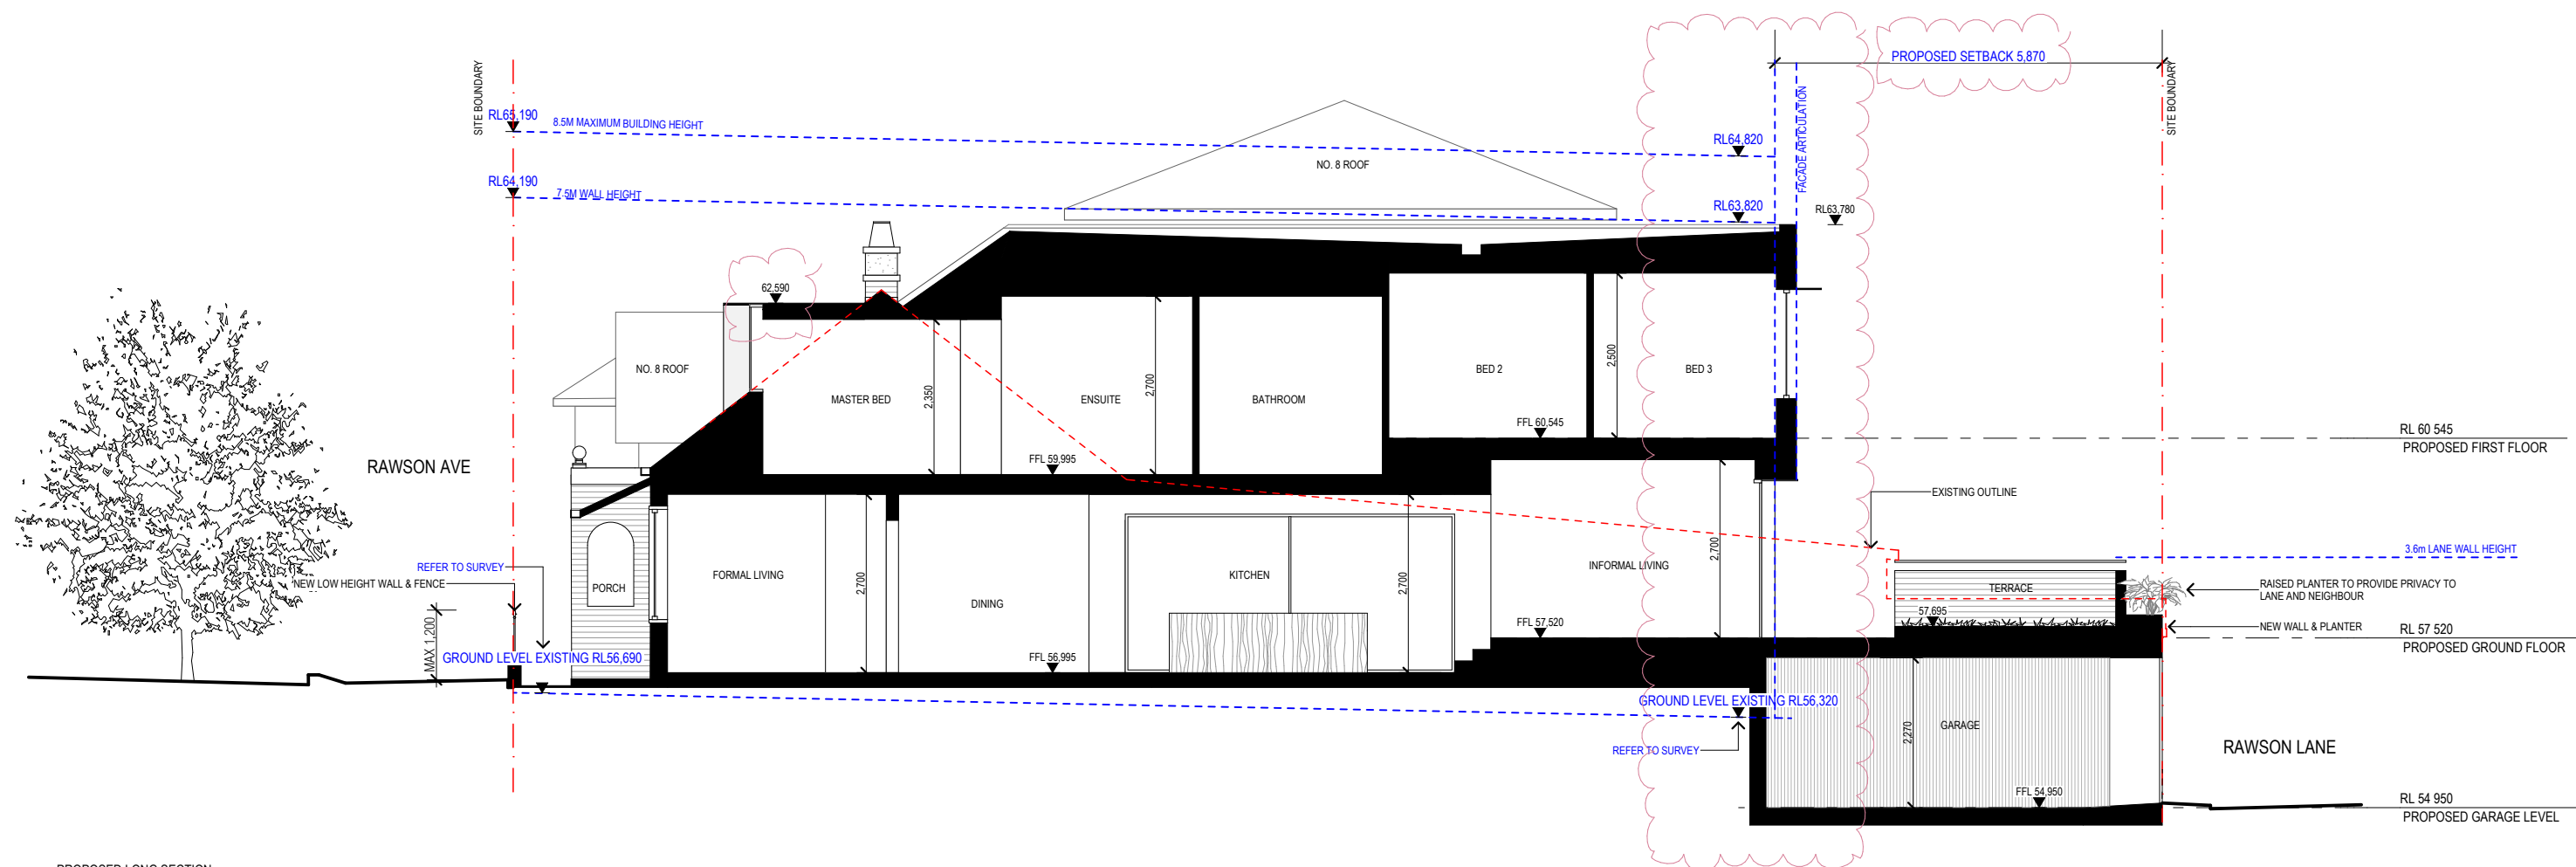 PROPOSED SETBACK 5,870
SITE BOUNDARY
SITE BOUNDARY
FACADE ARTICULATION
RL65,190
8.5M MAXIMUM BUILDING HEIGHT
RL64,820
NO. 8 ROOF
RL64,190
7.5M WALL HEIGHT
RL63,820
RL63,780
62,590
NO. 8 ROOF
MASTER BED
2,350
ENSUITE
2,700
BATHROOM
BED 2
2,500
BED 3
FFL 60,545
RL 60 545
PROPOSED FIRST FLOOR
FFL 59,995
RAWSON AVE
EXISTING OUTLINE
3.6m LANE WALL HEIGHT
REFER TO SURVEY
NEW LOW HEIGHT WALL & FENCE
PORCH
FORMAL LIVING
2,700
DINING
KITCHEN
2,700
INFORMAL LIVING
2,700
TERRACE
RAISED PLANTER TO PROVIDE PRIVACY TO
LANE AND NEIGHBOUR
57,695
NEW WALL & PLANTER
MAX 1,200
FFL 57,520
RL 57 520
PROPOSED GROUND FLOOR
GROUND LEVEL EXISTING RL56,690
FFL 56,995
GROUND LEVEL EXISTING RL56,320
REFER TO SURVEY
2,270
GARAGE
RAWSON LANE
FFL 54,950
RL 54 950
PROPOSED GARAGE LEVEL
PROPOSED LONG SECTION